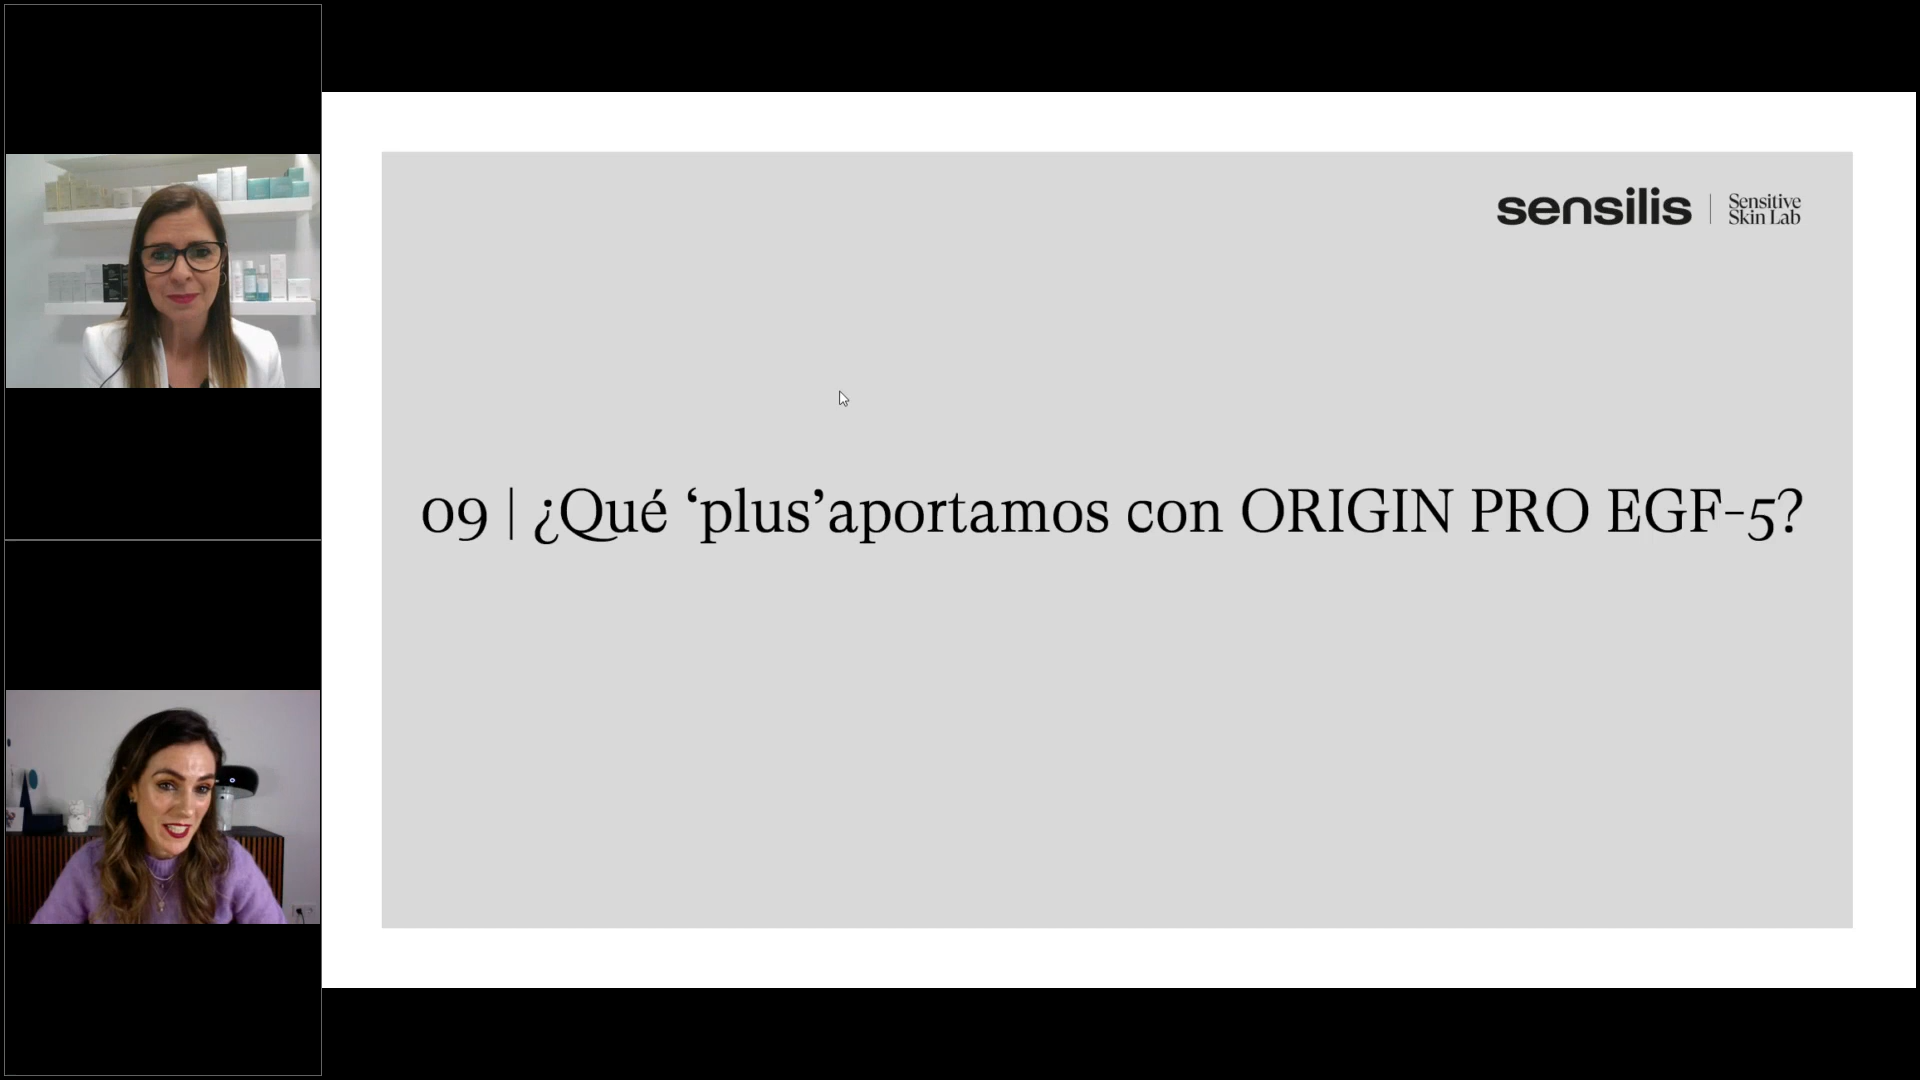 sensilis | Sensitive
Skin Lab
09 | ¿Qué ‘plus’aportamos con ORIGIN PRO EGF-5?